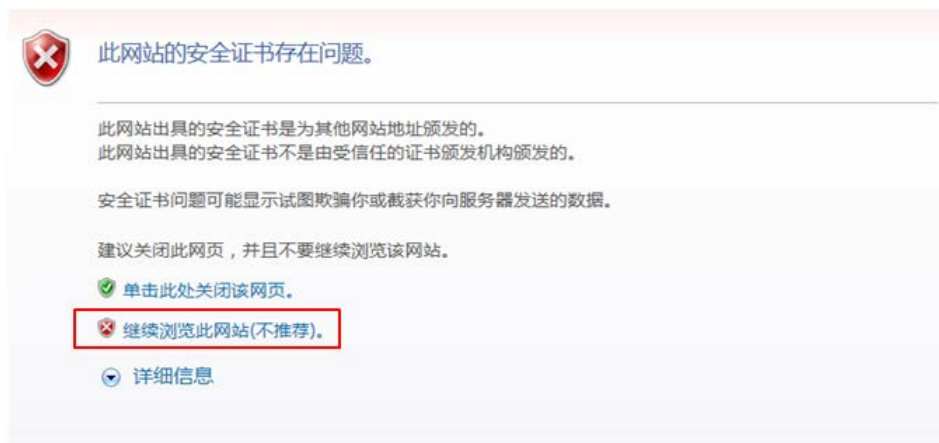 此网站的安全证书存在问题。
此网站出具的安全证书是为其他网站地址颁发的。
此网站出具的安全证书不是由受信任的证书颁发机构颁发的。
安全证书问题可能显示试图欺骗你或截获你向服务器发送的数据。
建议关闭此网页，并且不要继续浏览该网站。
单击此处关闭该网页。
继续浏览此网站(不推荐)。
详细信息